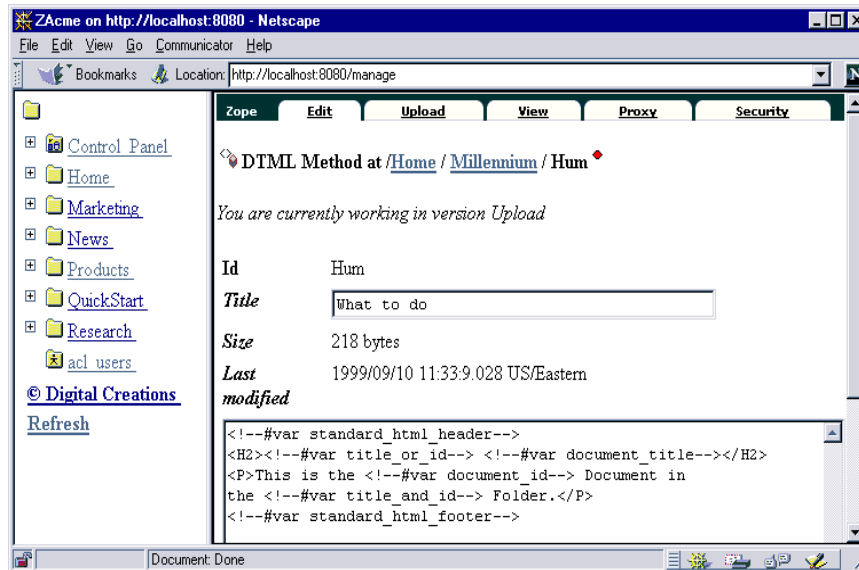 ZAcme on http://localhost:8080 - Netscape
File Edit View Go Communicator Help
Bookmarks Location: http://localhost:8080/manage N
Control Panel
Home
Marketing
News
Products
QuickStart
Research
acl_users
© Digital Creations
Refresh
Zope Edit Upload View Proxy Security
DTML Method at /Home / Millennium / Hum
You are currently working in version Upload
Id Hum
Title What to do
Size 218 bytes
Last modified 1999/09/10 11:33:9.028 US/Eastern
<!--#var standard_html_header-->
<H2><!--#var title_or_id--> <!--#var document_title--></H2>
<P>This is the <!--#var document_id--> Document in
the <!--#var title_and_id--> Folder.</P>
<!--#var standard_html_footer-->
Document: Done